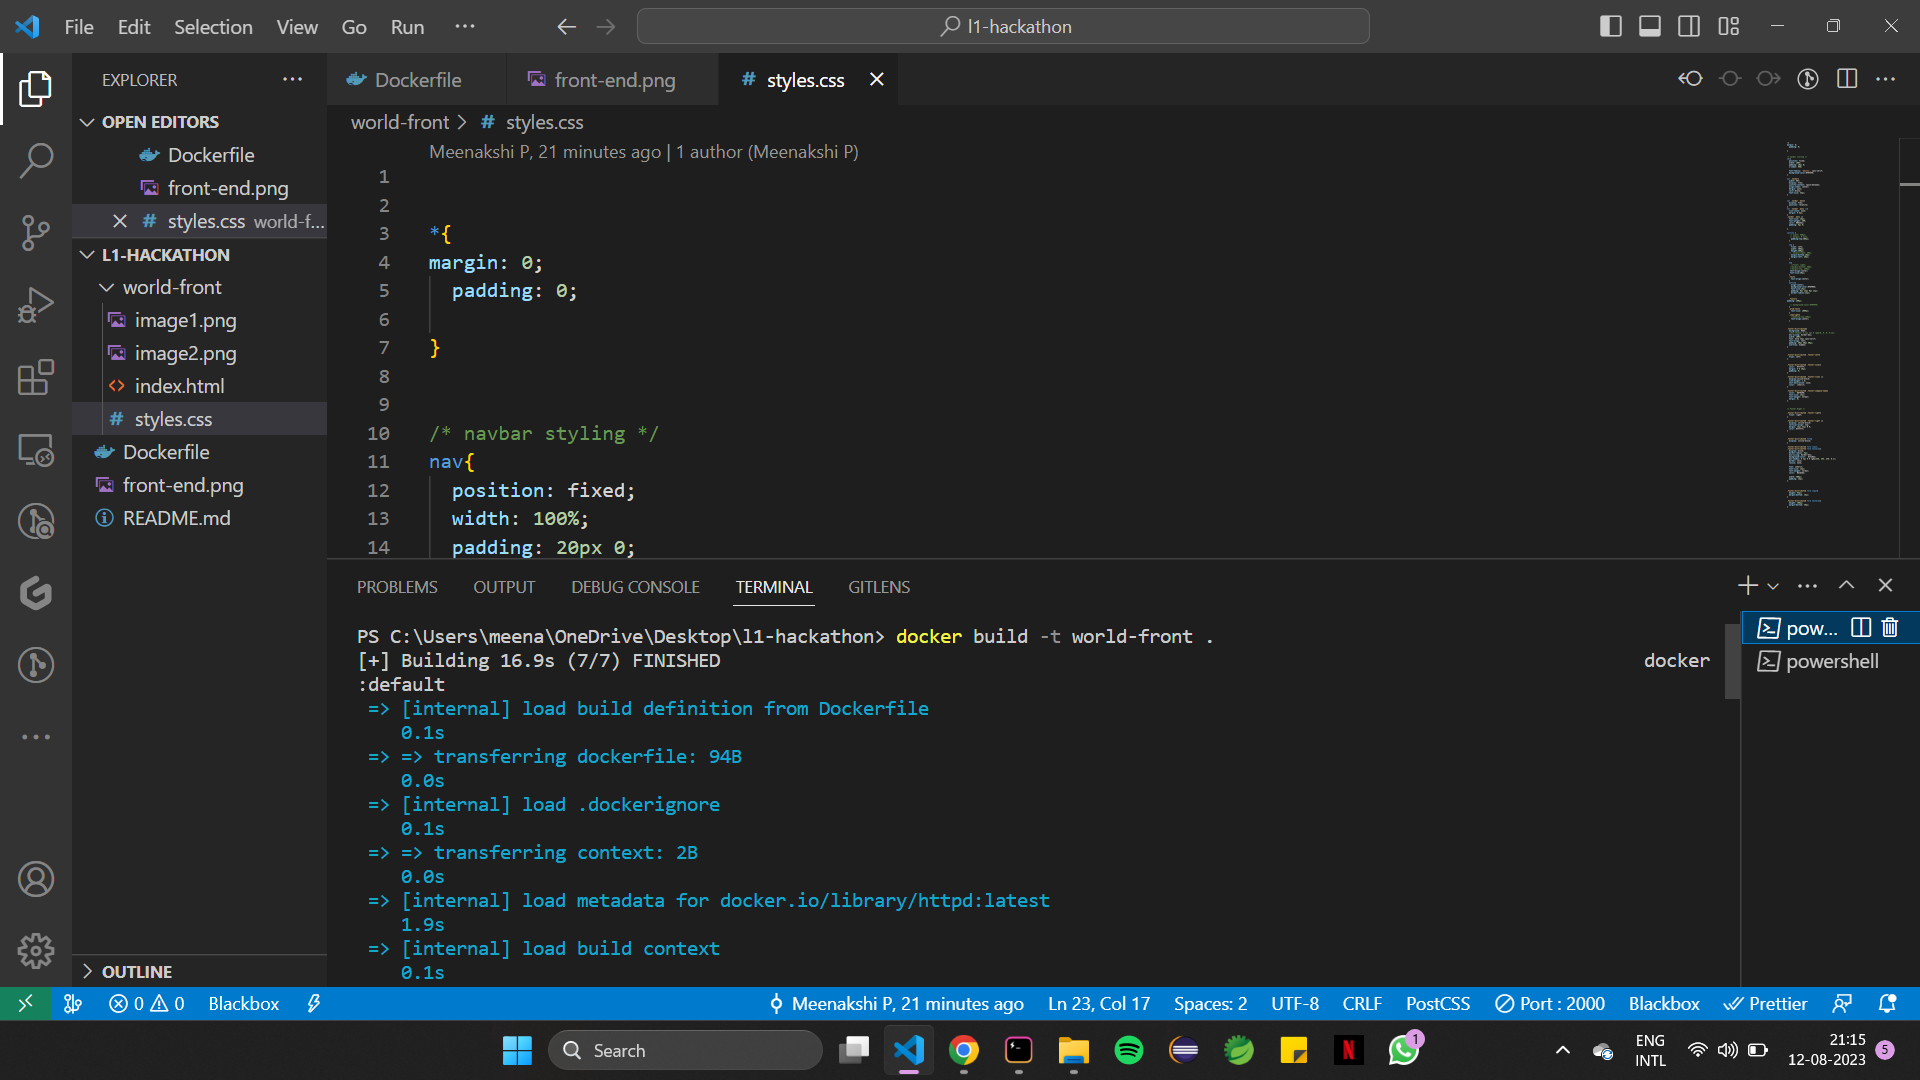 File Edit Selection View Go Run ···
l1-hackathon
EXPLORER
OPEN EDITORS
Dockerfile
front-end.png
styles.css world-f...
L1-HACKATHON
world-front
image1.png
image2.png
index.html
styles.css
Dockerfile
front-end.png
README.md
OUTLINE
Dockerfile front-end.png # styles.css
world-front > # styles.css
Meenakshi P, 21 minutes ago | 1 author (Meenakshi P)
1
2
3 *{
4 margin: 0;
5 padding: 0;
6
7 }
8
9
10 /* navbar styling */
11 nav{
12 position: fixed;
13 width: 100%;
14 padding: 20px 0;
PROBLEMS OUTPUT DEBUG CONSOLE TERMINAL GITLENS
PS C:\Users\meena\OneDrive\Desktop\l1-hackathon> docker build -t world-front .
[+] Building 16.9s (7/7) FINISHED docker
:default
=> [internal] load build definition from Dockerfile
0.1s
=> => transferring dockerfile: 94B
0.0s
=> [internal] load .dockerignore
0.1s
=> => transferring context: 2B
0.0s
=> [internal] load metadata for docker.io/library/httpd:latest
1.9s
=> [internal] load build context
0.1s
pow...
powershell
0 0 Blackbox Meenakshi P, 21 minutes ago Ln 23, Col 17 Spaces: 2 UTF-8 CRLF PostCSS Port : 2000 Blackbox Prettier
Search
1
ENG
INTL
21:15
12-08-2023
5